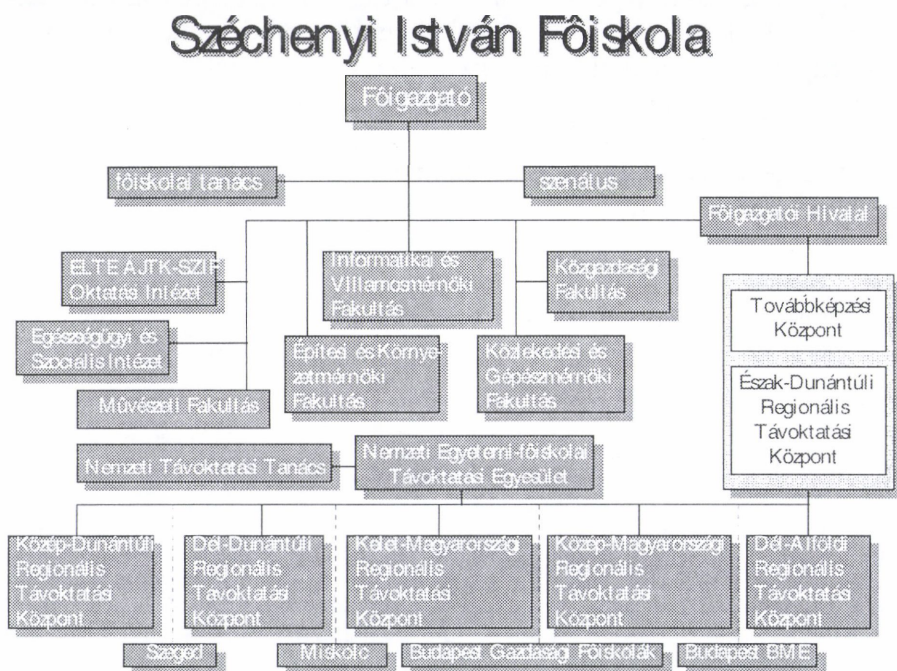 Széchenyi István Fôiskola
Fôigazgató
fôiskolai tanács
szenátus
Fôigazgatói Hivatal
ELTE ÁJTK-SZIF
Oktatási Intézet
Informatikai és
Villamosmérnöki
Fakultás
Közgazdasági
Fakultás
Továbbképzési
Központ
Egészségügyi és
Szociális Intézet
Építesi és Környe-
zetmérnöki
Fakultás
Közlekedési és
Gépészmérnöki
Fakultás
Észak-Dunántúli
Regionális
Távoktatási
Központ
Mûvészeti Fakultás
Nemzeti Távoktatási Tanács
Nemzeti Egyetemi-fôiskolai
Távoktatási Egyesület
Közép-Dunántúli
Regionális
Távoktatási
Központ
Dél-Dunántúli
Regionális
Távoktatási
Központ
Kelet-Magyarországi
Regionális
Távoktatási
Központ
Közép-Magyarországi
Regionális
Távoktatási
Központ
Dél-Alföldi
Regionális
Távoktatási
Központ
Szeged
Miskolc
Budapest Gazdasági Fôiskolák
Budapest BME